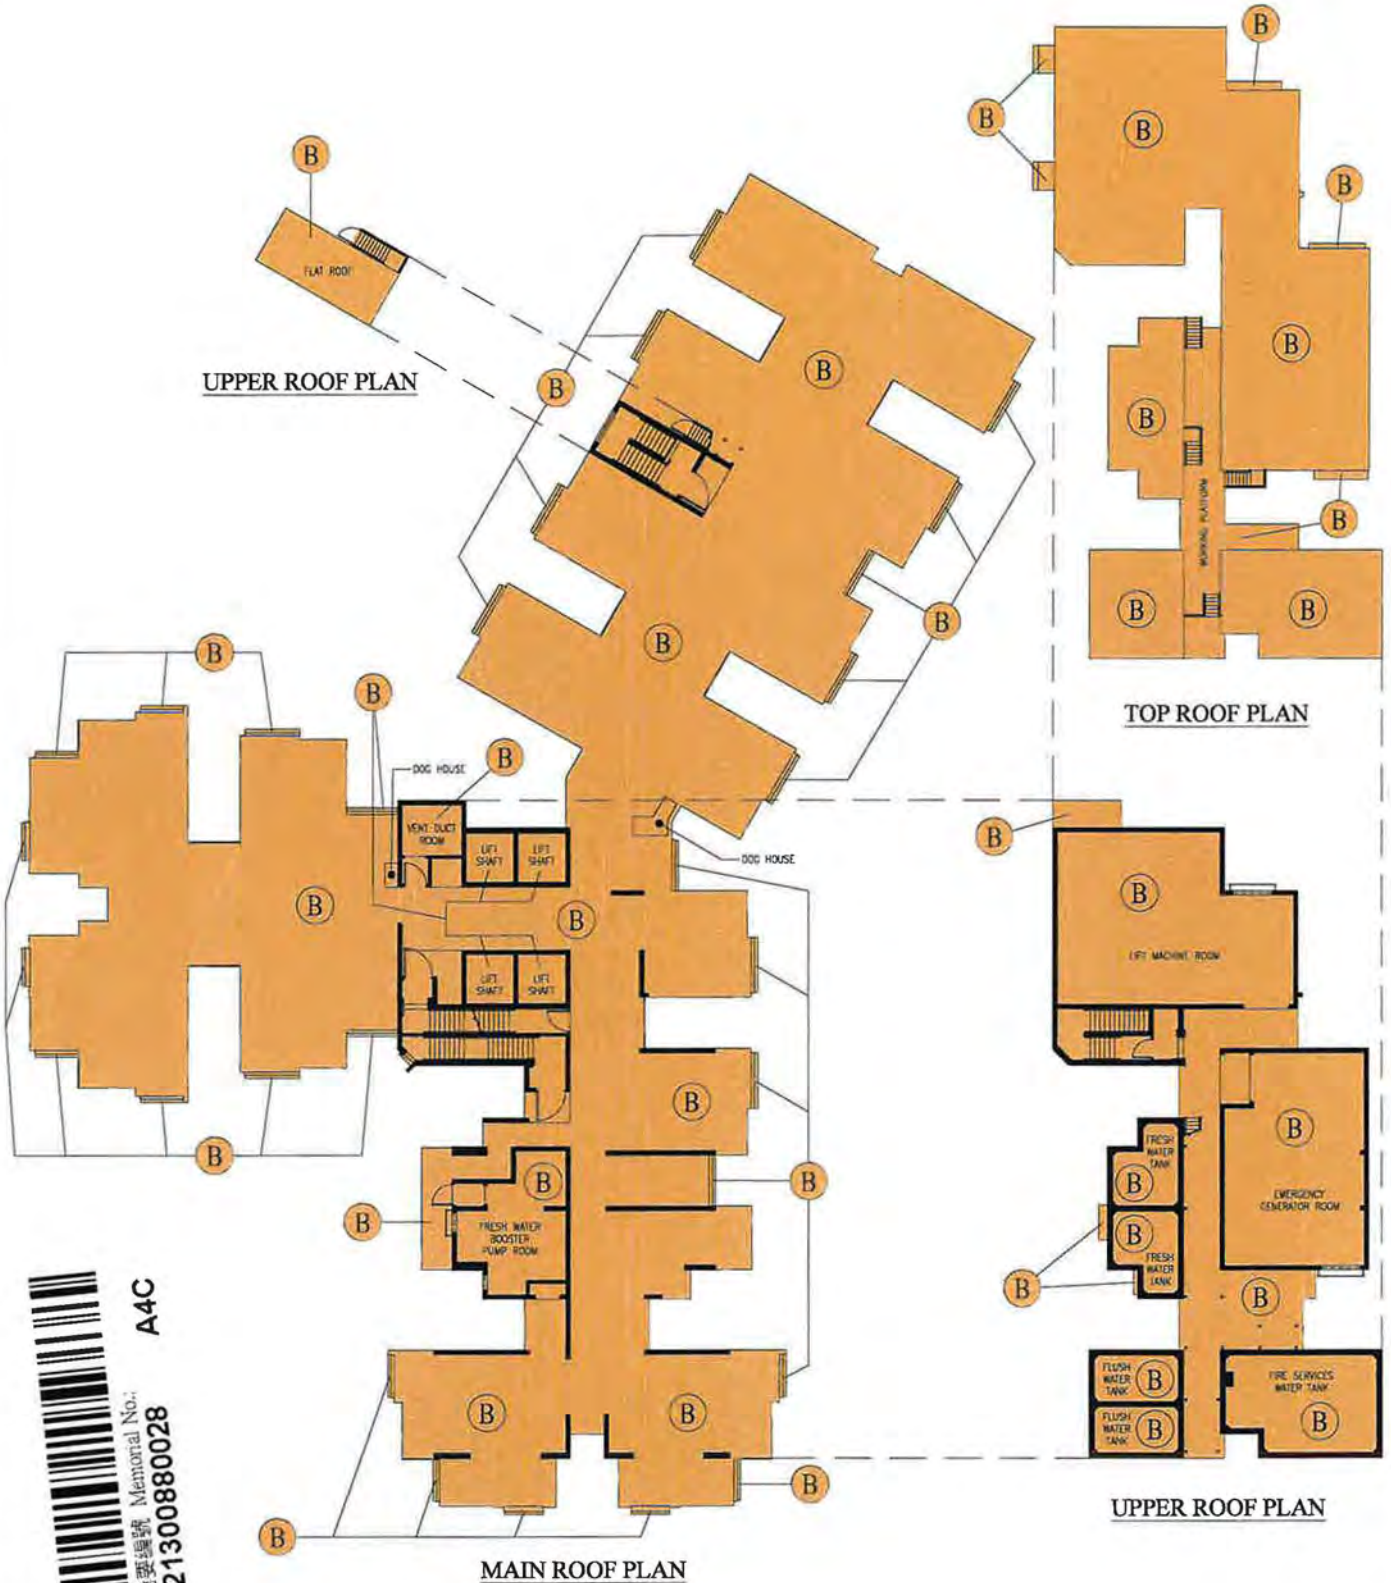 B
B
B
B
B
B
FLAT ROOF
UPPER ROOF PLAN
B
B
B
B
B
WORKING PLATFORM
B
B
B
TOP ROOF PLAN
B
B
B
B
B
DOG HOUSE
VENT DUCT
ROOM
LIFT
SHAFT
LIFT
SHAFT
DOG HOUSE
B
B
LIFT
SHAFT
LIFT
SHAFT
B
B
B
B
B
FRESH WATER
BOOSTER
PUMP ROOM
B
B
B
B
MAIN ROOF PLAN
B
B
LIFT MACHINE ROOM
FRESH
WATER
TANK
B
B
FRESH
WATER
TANK
B
B
EMERGENCY
GENERATOR ROOM
B
FLUSH
WATER
TANK
B
FLUSH
WATER
TANK
B
FIRE SERVICES
WATER TANK
B
UPPER ROOF PLAN
A4C
要編號 Memorial No.:
21300880028